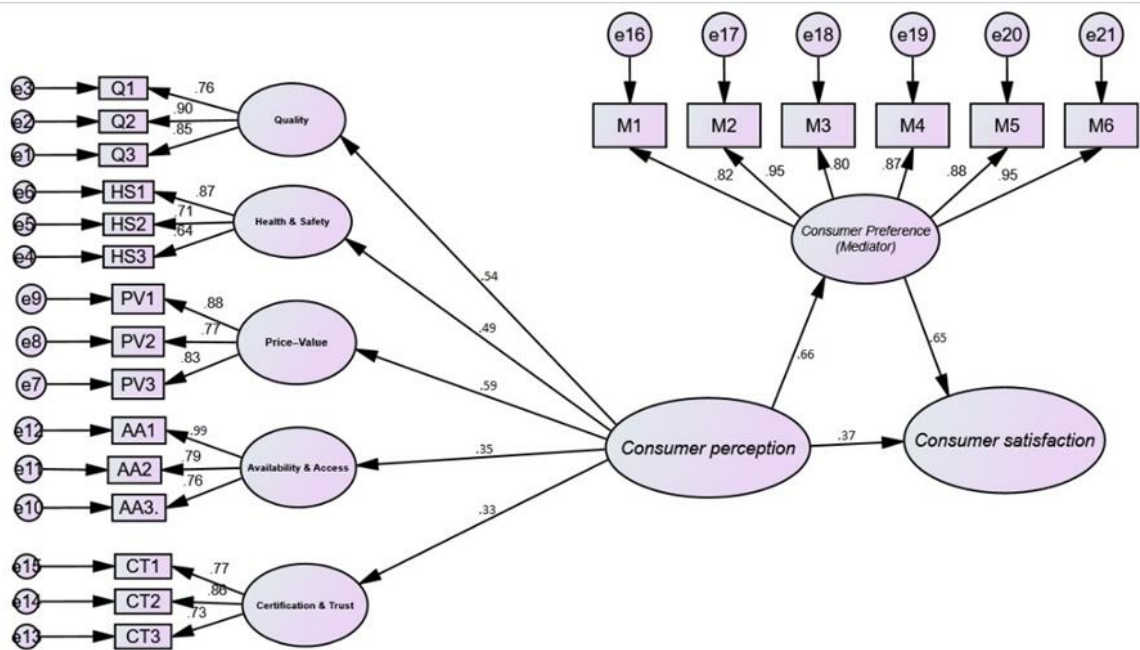 e16 e17 e18 e19 e20 e21
M1 M2 M3 M4 M5 M6
.82 .95 .80 .87 .88 .95
Consumer Preference
(Mediator)
e3 Q1 .76
e2 Q2 .90
e1 Q3 .85
Quality
e6 HS1 .87
e5 HS2 .71
e4 HS3 .64
Health & Safety
e9 PV1 .88
e8 PV2 .77
e7 PV3 .83
Price–Value
e12 AA1 .99
e11 AA2 .79
e10 AA3. .76
Availability & Access
e15 CT1 .77
e14 CT2 .86
e13 CT3 .73
Certification & Trust
.54
.49
.59
.35
.33
Consumer perception
.66
.65
.37
Consumer satisfaction